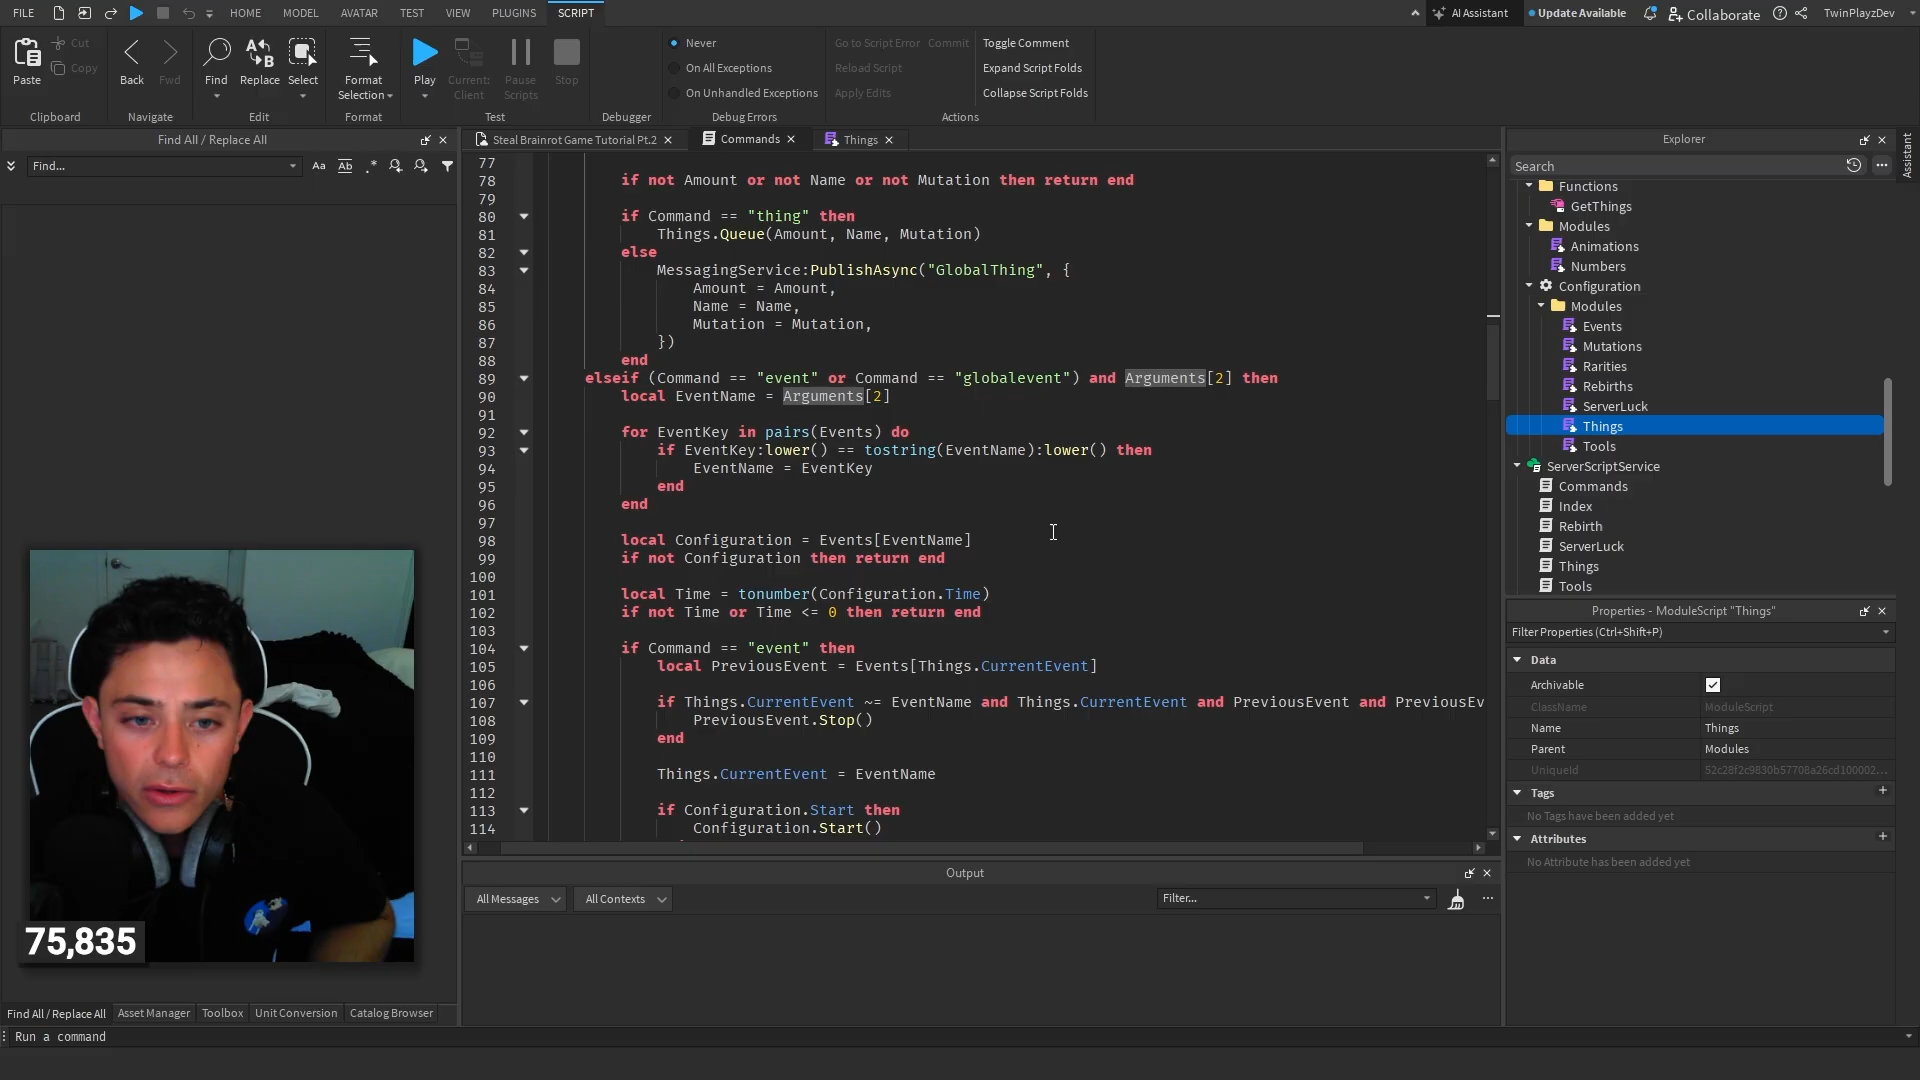 FILE HOME MODEL AVATAR TEST VIEW PLUGINS SCRIPT AI Assistant Update Available Collaborate TwinPlayzDev
Paste Cut Copy Back Fwd Find Replace Select Format Selection Play Current: Client Pause Scripts Stop
Never Go to Script Error Commit Toggle Comment
On All Exceptions Reload Script Expand Script Folds
On Unhandled Exceptions Apply Edits Collapse Script Folds
Clipboard Navigate Edit Format Test Debugger Debug Errors Actions
Find All / Replace All
Find... Aa Ab .*
Steal Brainrot Game Tutorial Pt.2 Commands Things
77
78 if not Amount or not Name or not Mutation then return end
79
80 if Command == "thing" then
81 Things.Queue(Amount, Name, Mutation)
82 else
83 MessagingService:PublishAsync("GlobalThing", {
84 Amount = Amount,
85 Name = Name,
86 Mutation = Mutation,
87 })
88 end
89 elseif (Command == "event" or Command == "globalevent") and Arguments[2] then
90 local EventName = Arguments[2]
91
92 for EventKey in pairs(Events) do
93 if EventKey:lower() == tostring(EventName):lower() then
94 EventName = EventKey
95 end
96 end
97
98 local Configuration = Events[EventName]
99 if not Configuration then return end
100
101 local Time = tonumber(Configuration.Time)
102 if not Time or Time <= 0 then return end
103
104 if Command == "event" then
105 local PreviousEvent = Events[Things.CurrentEvent]
106
107 if Things.CurrentEvent ~= EventName and Things.CurrentEvent and PreviousEvent and PreviousEv
108 PreviousEvent.Stop()
109 end
110
111 Things.CurrentEvent = EventName
112
113 if Configuration.Start then
114 Configuration.Start()
Output
All Messages All Contexts Filter...
Explorer
Search
Functions
GetThings
Modules
Animations
Numbers
Configuration
Modules
Events
Mutations
Rarities
Rebirths
ServerLuck
Things
Tools
ServerScriptService
Commands
Index
Rebirth
ServerLuck
Things
Tools
Properties - ModuleScript "Things"
Filter Properties (Ctrl+Shift+P)
Data
Archivable
ClassName ModuleScript
Name Things
Parent Modules
UniqueId
Tags
No Tags have been added yet
Attributes
No Attribute has been added yet
Assistant
75,835
Find All / Replace All Asset Manager Toolbox Unit Conversion Catalog Browser
Run a command